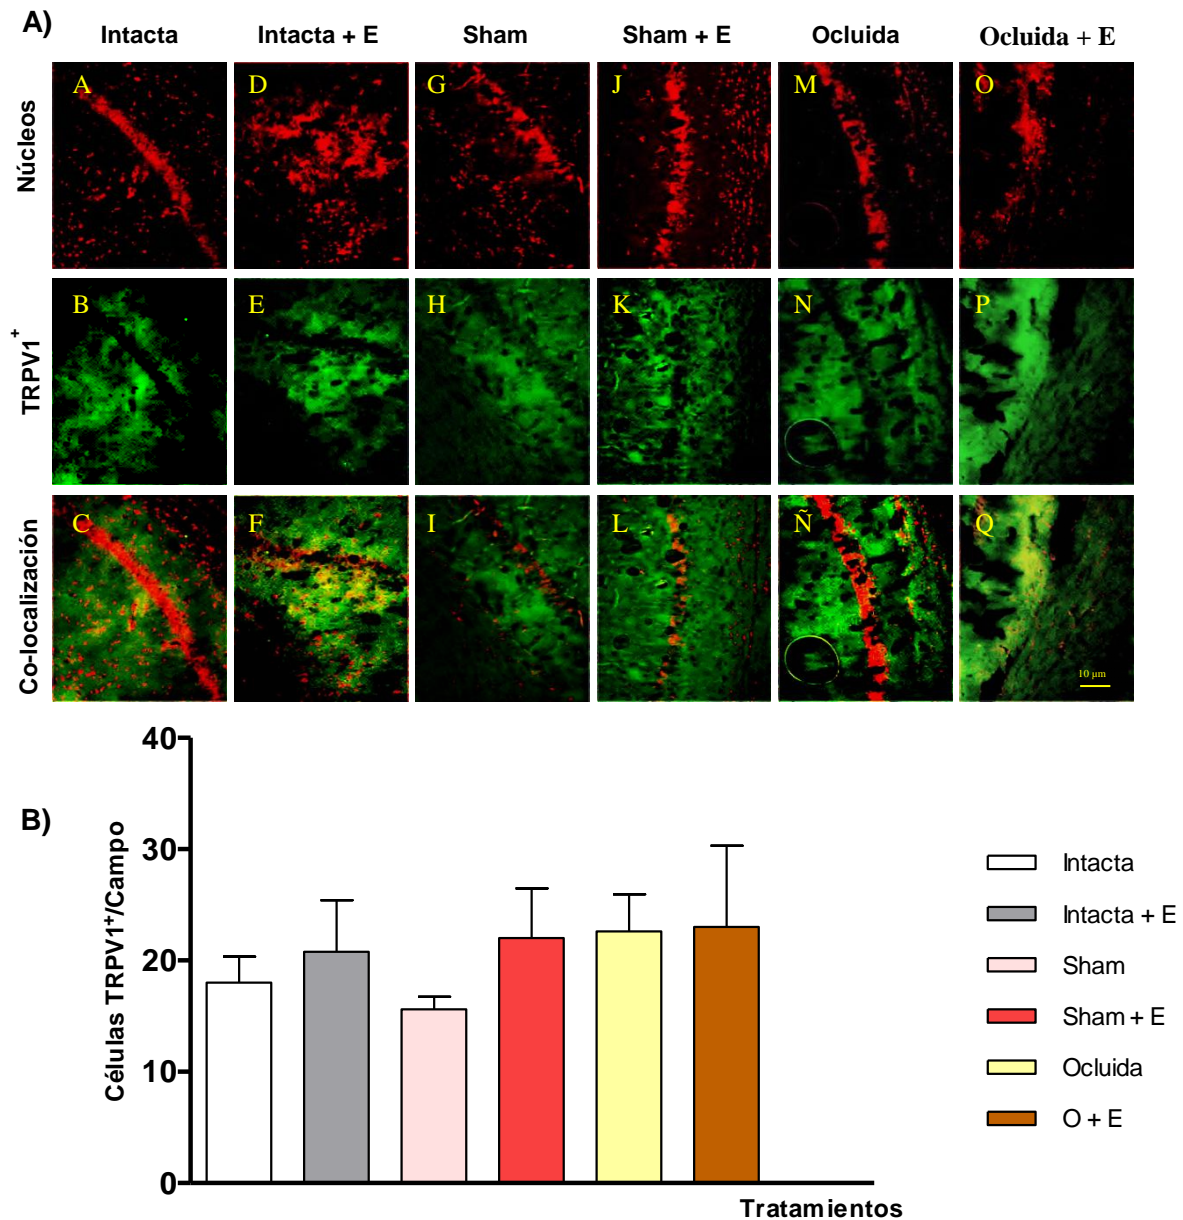 A)
Intacta
Intacta + E
Sham
Sham + E
Ocluida
Ocluida + E
Núcleos
A
D
G
J
M
O
TRPV1⁺
B
E
H
K
N
P
Co-localización
C
F
I
L
Ñ
Q
10 µm
B)
Células TRPV1⁺/Campo
40
30
20
10
0
Tratamientos
Intacta
Intacta + E
Sham
Sham + E
Ocluida
O + E